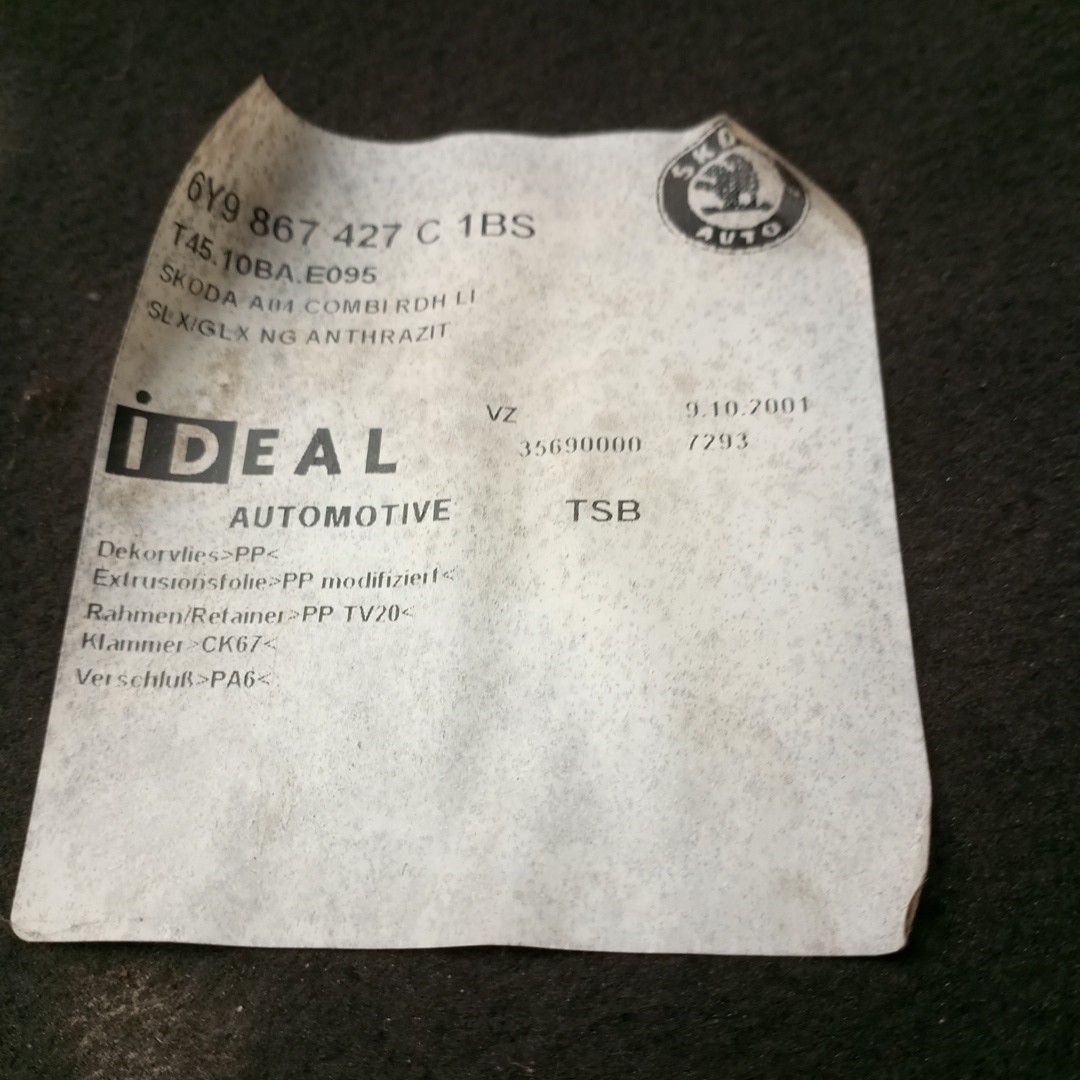 6Y9 867 427 C 1BS
T45.10BA.E095
SKODA A04 COMBI RDH LI
SLX/GLX NG ANTHRAZIT
SKODA
AUTO
VZ 9.10.2001
35690000 7293
iDEAL
AUTOMOTIVE TSB
Dekorvlies>PP<
Extrusionsfolie>PP modifiziert<
Rahmen/Retainer>PP TV20<
Klammer>CK67<
Verschluß>PA6<